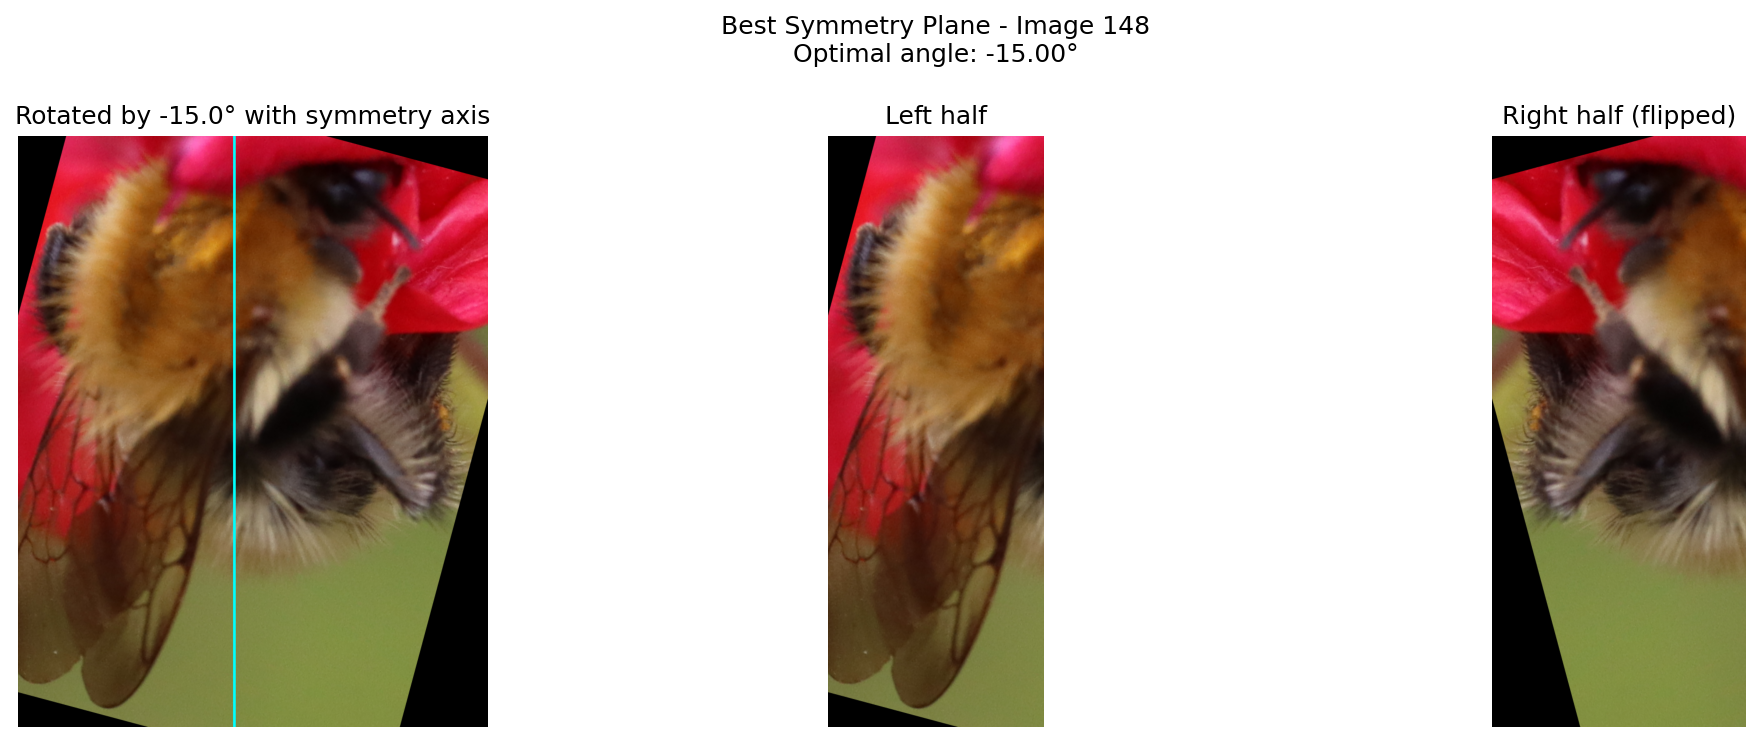 Best Symmetry Plane - Image 148
Optimal angle: -15.00°
Rotated by -15.0° with symmetry axis
Left half
Right half (flipped)